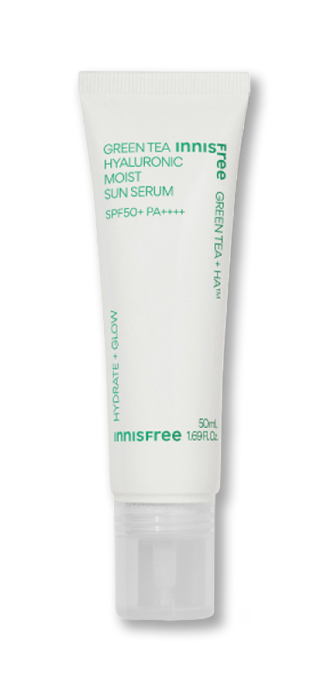 GREEN TEA INNISFree
HYALURONIC
MOIST
SUN SERUM
SPF50+ PA++++
GREEN TEA + HA™
HYDRATE + GLOW
50mL
INNISFree 1.69 Fl.Oz.